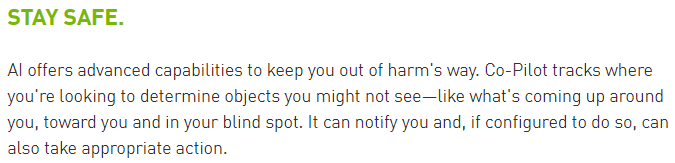 STAY SAFE.
AI offers advanced capabilities to keep you out of harm's way. Co-Pilot tracks where
you're looking to determine objects you might not see—like what's coming up around
you, toward you and in your blind spot. It can notify you and, if configured to do so, can
also take appropriate action.